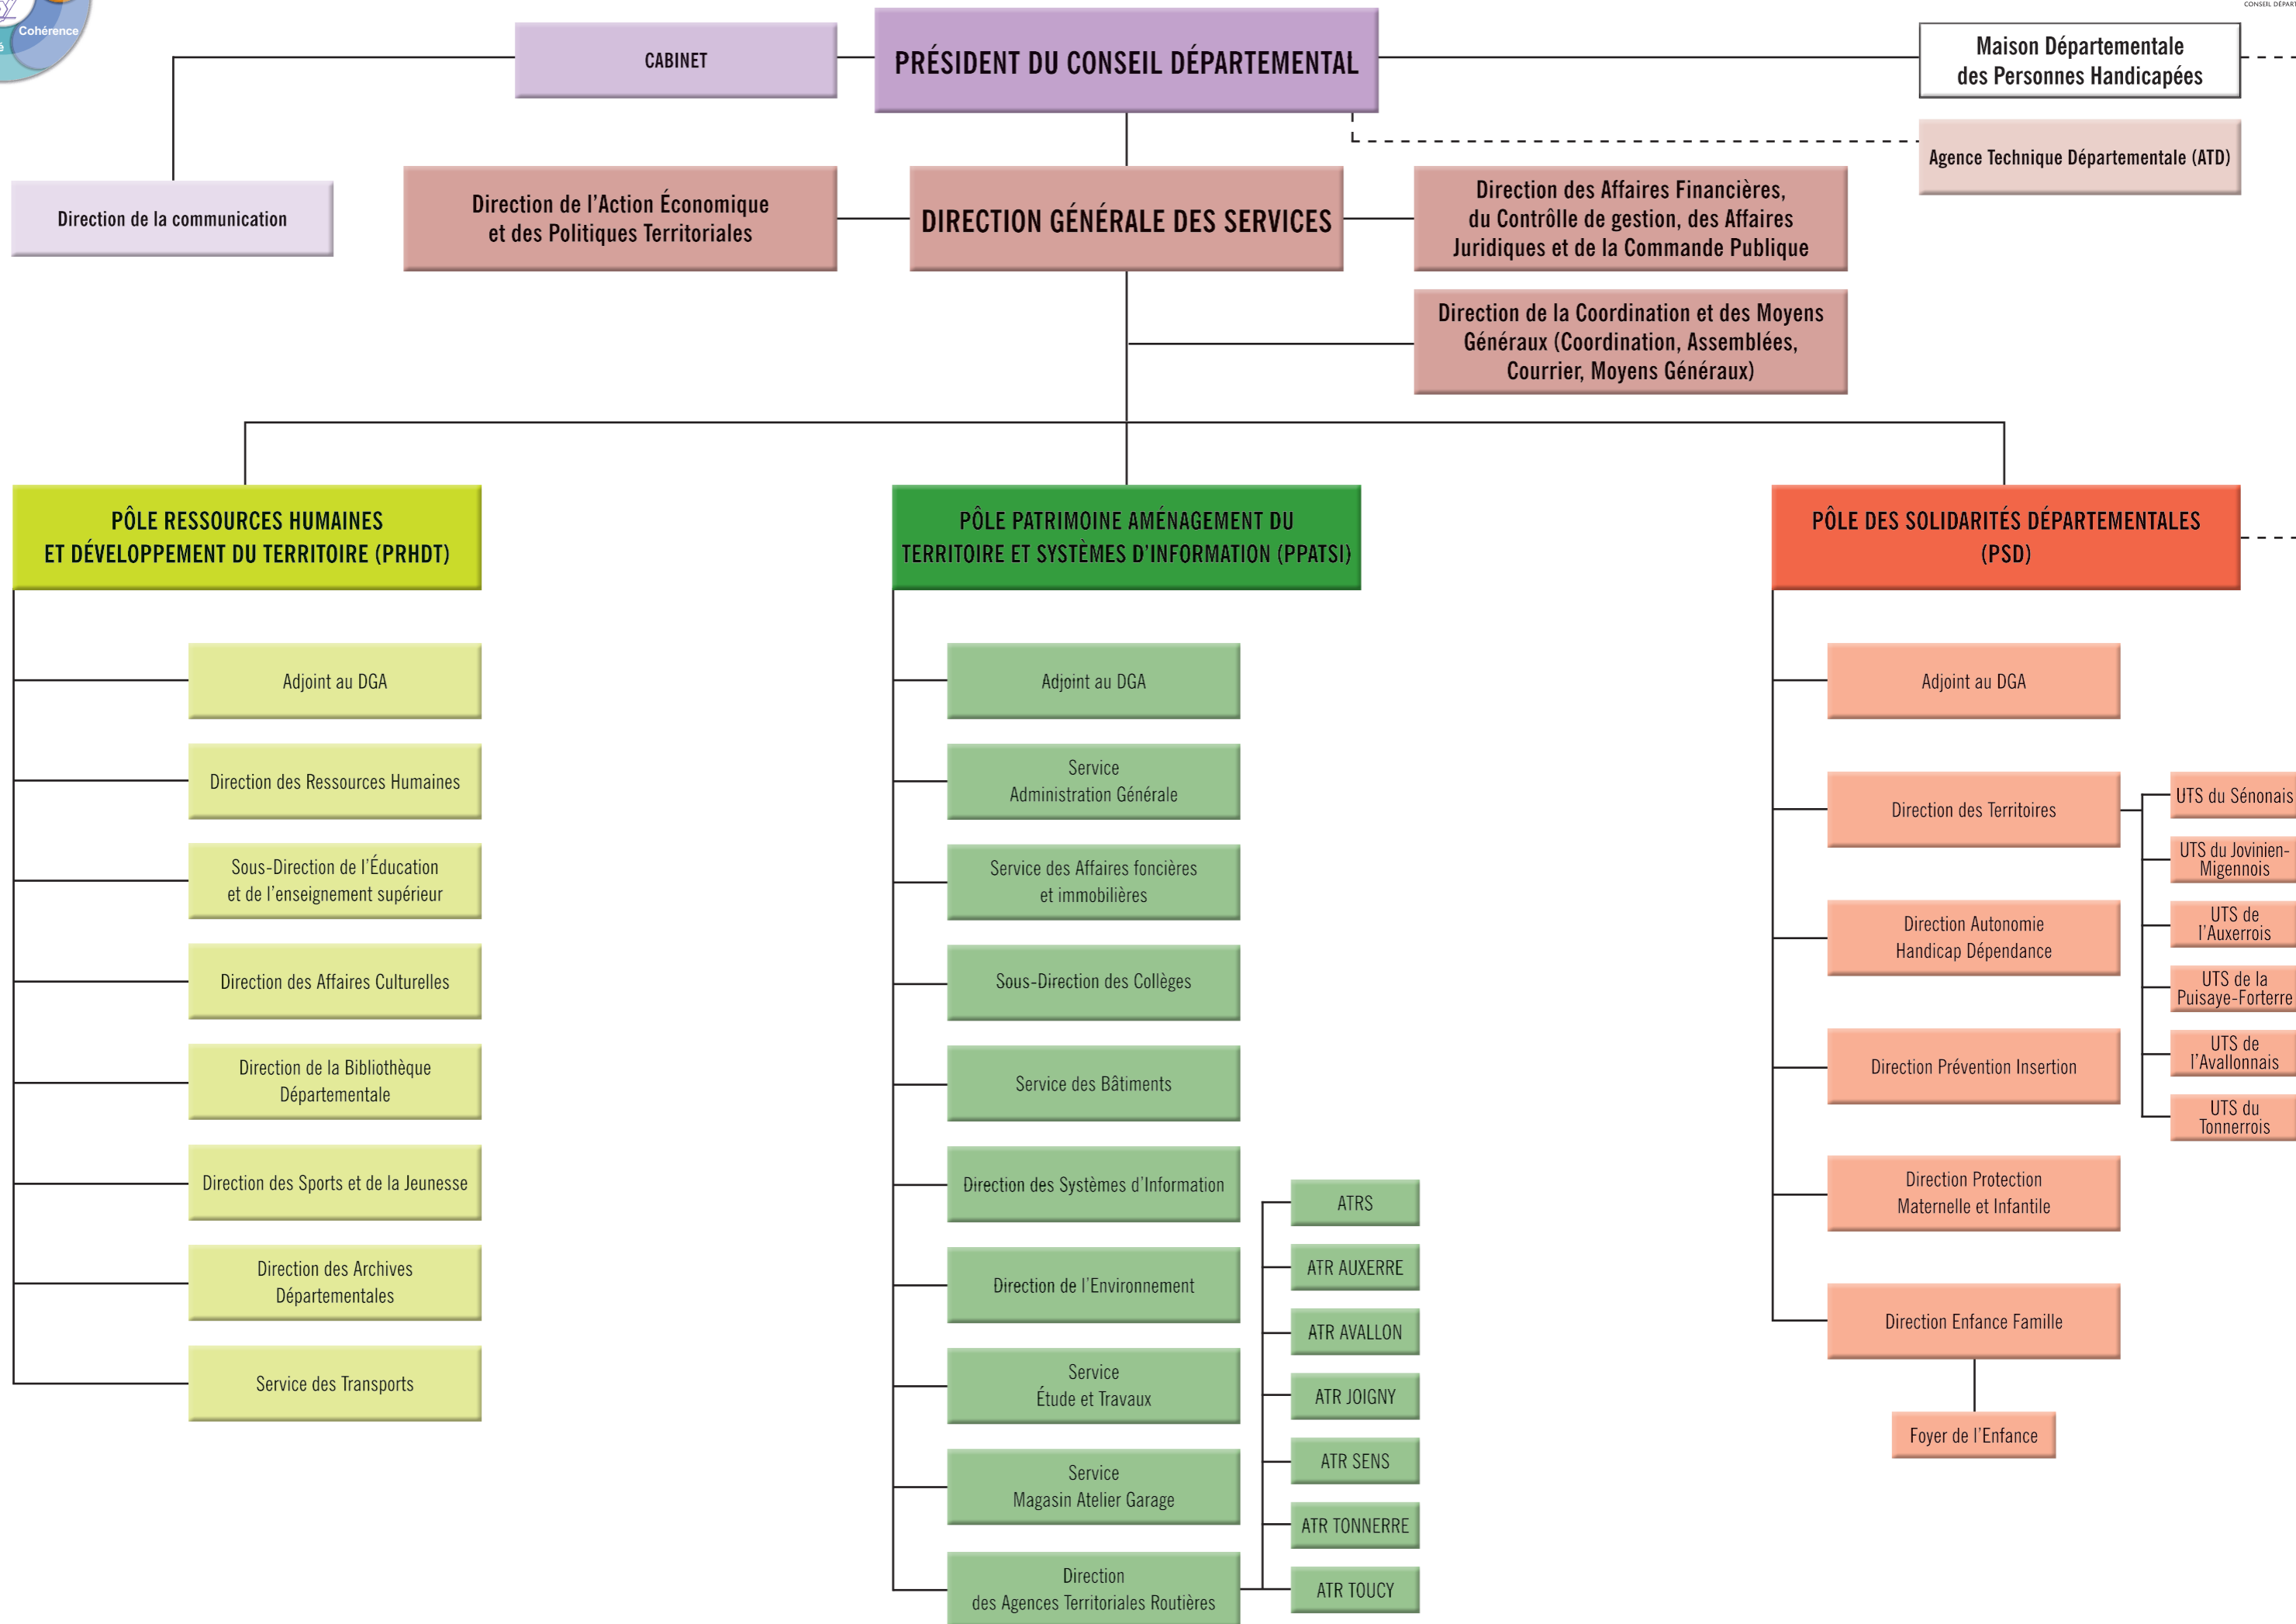 Cohérence
é
CONSEIL DÉPART
CABINET
PRÉSIDENT DU CONSEIL DÉPARTEMENTAL
Maison Départementale
des Personnes Handicapées
Agence Technique Départementale (ATD)
Direction de la communication
Direction de l'Action Économique
et des Politiques Territoriales
DIRECTION GÉNÉRALE DES SERVICES
Direction des Affaires Financières,
du Contrôlle de gestion, des Affaires
Juridiques et de la Commande Publique
Direction de la Coordination et des Moyens
Généraux (Coordination, Assemblées,
Courrier, Moyens Généraux)
PÔLE RESSOURCES HUMAINES
ET DÉVELOPPEMENT DU TERRITOIRE (PRHDT)
Adjoint au DGA
Direction des Ressources Humaines
Sous-Direction de l'Éducation
et de l'enseignement supérieur
Direction des Affaires Culturelles
Direction de la Bibliothèque
Départementale
Direction des Sports et de la Jeunesse
Direction des Archives
Départementales
Service des Transports
PÔLE PATRIMOINE AMÉNAGEMENT DU
TERRITOIRE ET SYSTÈMES D'INFORMATION (PPATSI)
Adjoint au DGA
Service
Administration Générale
Service des Affaires foncières
et immobilières
Sous-Direction des Collèges
Service des Bâtiments
Direction des Systèmes d'Information
Direction de l'Environnement
Service
Étude et Travaux
Service
Magasin Atelier Garage
Direction
des Agences Territoriales Routières
ATRS
ATR AUXERRE
ATR AVALLON
ATR JOIGNY
ATR SENS
ATR TONNERRE
ATR TOUCY
PÔLE DES SOLIDARITÉS DÉPARTEMENTALES
(PSD)
Adjoint au DGA
Direction des Territoires
UTS du Sénonais
UTS du Jovinien-
Migennois
UTS de
l'Auxerrois
UTS de la
Puisaye-Forterre
UTS de
l'Avallonnais
UTS du
Tonnerrois
Direction Autonomie
Handicap Dépendance
Direction Prévention Insertion
Direction Protection
Maternelle et Infantile
Direction Enfance Famille
Foyer de l'Enfance